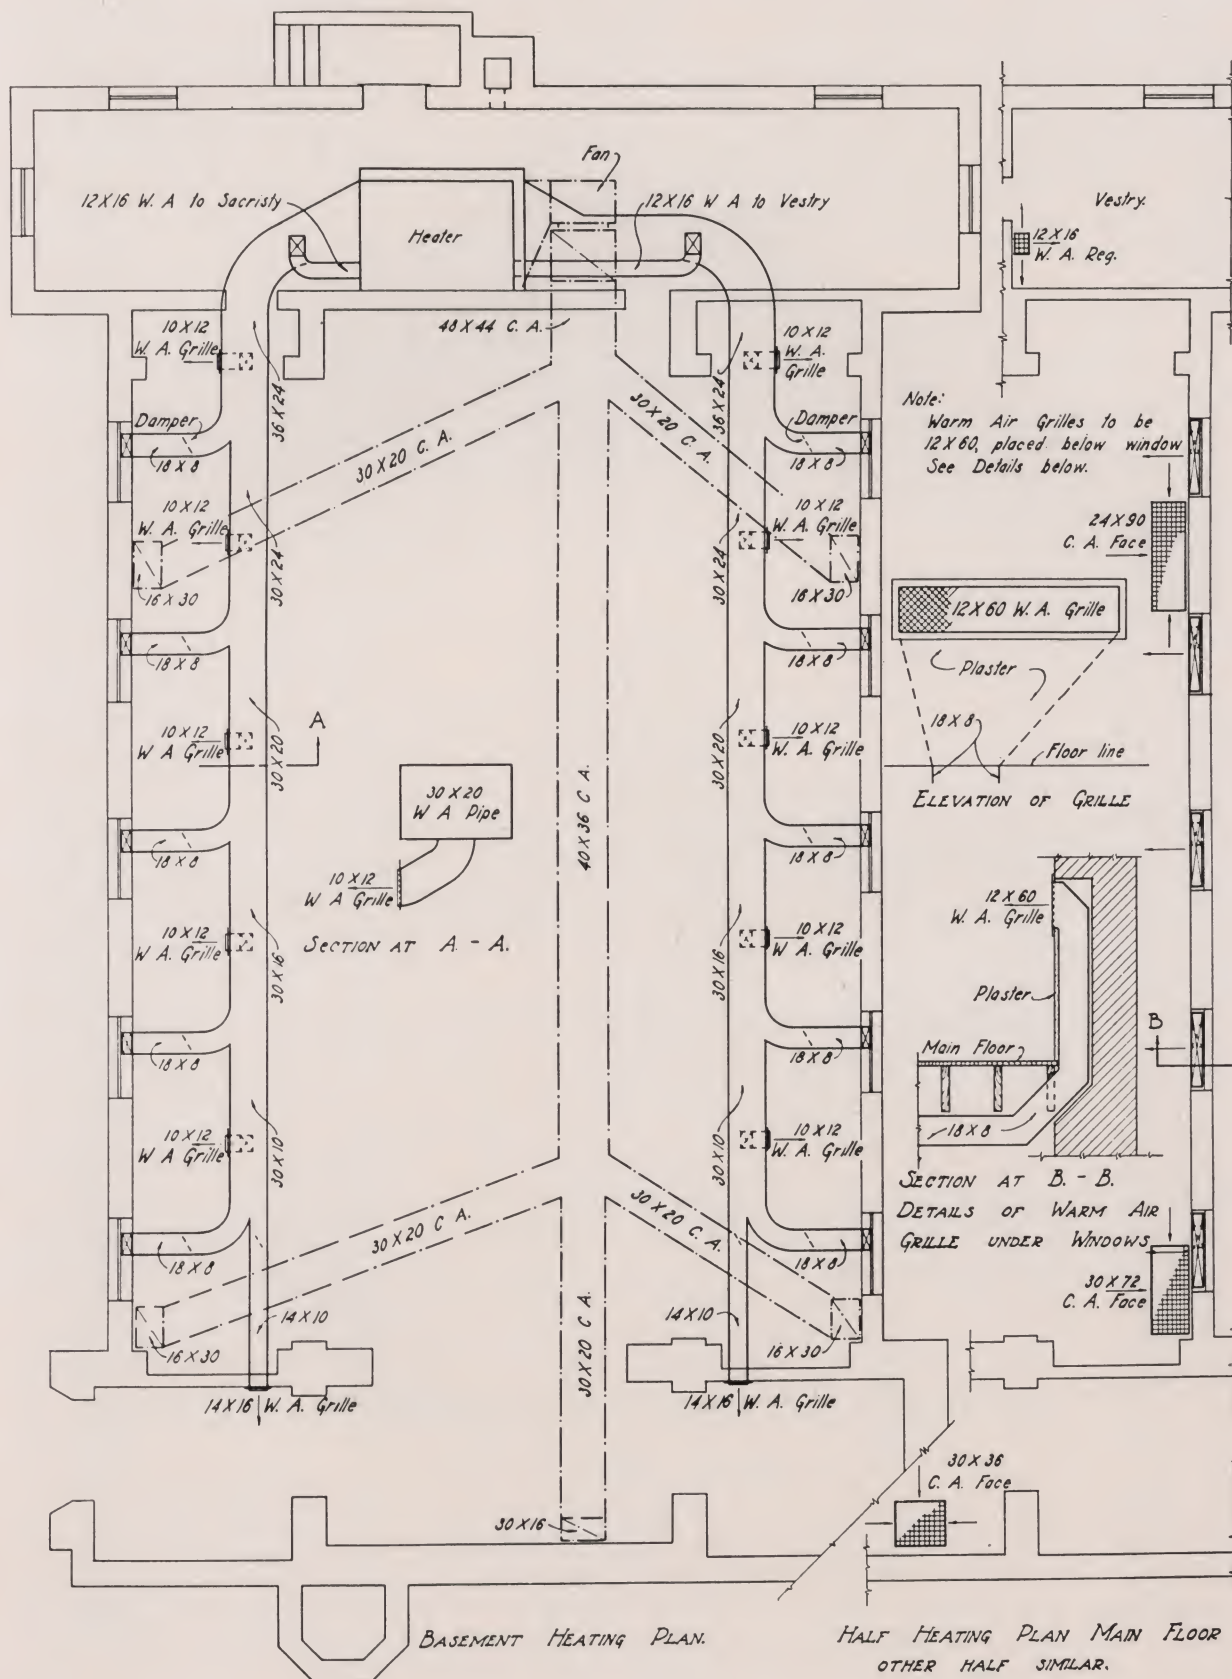 Fan
12X16 W. A to Sacristy
12X16 W A to Vestry
Heater
Vestry.
12 X 16
W. A. Reg.
48X44 C. A.
10 X 12
W. A. Grille
10 X 12
W. A.
Grille
36 X 24
36 X 24
Damper
18 X 8
Damper
18 X 8
30 X 20 C. A.
30 X 20 C. A.
Note:
Warm Air Grilles to be
12 X 60, placed below window
See Details below.
10 X 12
W. A. Grille
10 X 12
W. A. Grille
16 X 30
16 X 30
30 X 24
30 X 24
24 X 90
C. A. Face
12 X 60 W. A. Grille
Plaster
18 X 8
Floor line
ELEVATION OF GRILLE
18 X 8
18 X 8
10 X 12
W A Grille
A
10 X 12
W. A. Grille
30 X 20
30 X 20
30 X 20
W A Pipe
40 X 36 C A.
10 X 12
W A Grille
SECTION AT A. - A.
18 X 8
18 X 8
10 X 12
W A. Grille
10 X 12
W. A. Grille
30 X 16
30 X 16
12 X 60
W. A. Grille
Plaster
B
Main Floor
18 X 8
SECTION AT B. - B.
DETAILS OF WARM AIR
GRILLE UNDER WINDOWS
18 X 8
18 X 8
10 X 12
W A Grille
10 X 12
W. A. Grille
30 X 10
30 X 10
30 X 20 C A.
30 X 20 C. A.
18 X 8
18 X 8
30 X 72
C. A. Face
14 X 10
14 X 10
16 X 30
16 X 30
30 X 20 C A.
14 X 16 W. A. Grille
14 X 16 W. A. Grille
30 X 36
C. A. Face
30 X 16
BASEMENT HEATING PLAN.
HALF HEATING PLAN MAIN FLOOR
OTHER HALF SIMILAR.